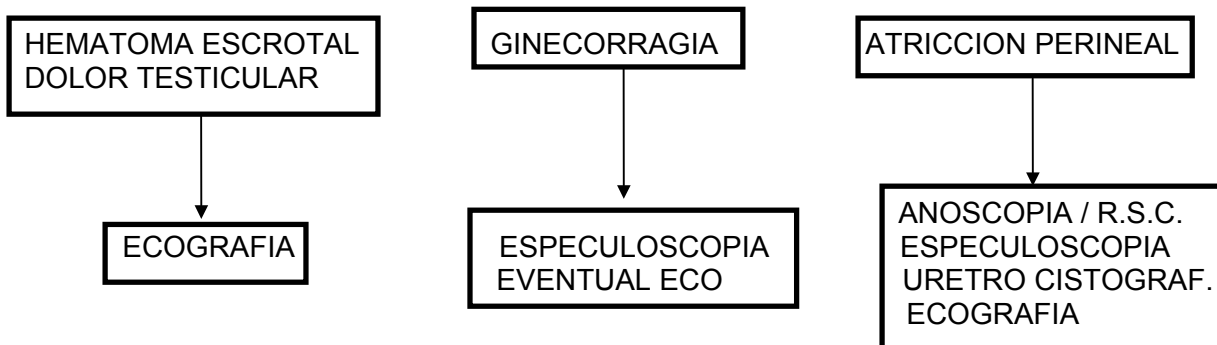 HEMATOMA ESCROTAL
DOLOR TESTICULAR
GINECORRAGIA
ATRICCION PERINEAL
ECOGRAFIA
ESPECULOSCOPIA
EVENTUAL ECO
ANOSCOPIA / R.S.C.
ESPECULOSCOPIA
URETRO CISTOGRAF.
ECOGRAFIA